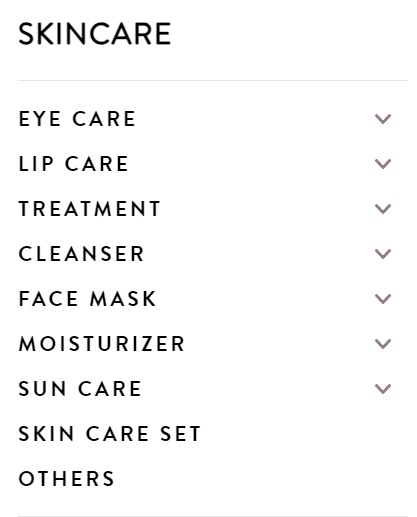 SKINCARE
EYE CARE
LIP CARE
TREATMENT
CLEANSER
FACE MASK
MOISTURIZER
SUN CARE
SKIN CARE SET
OTHERS